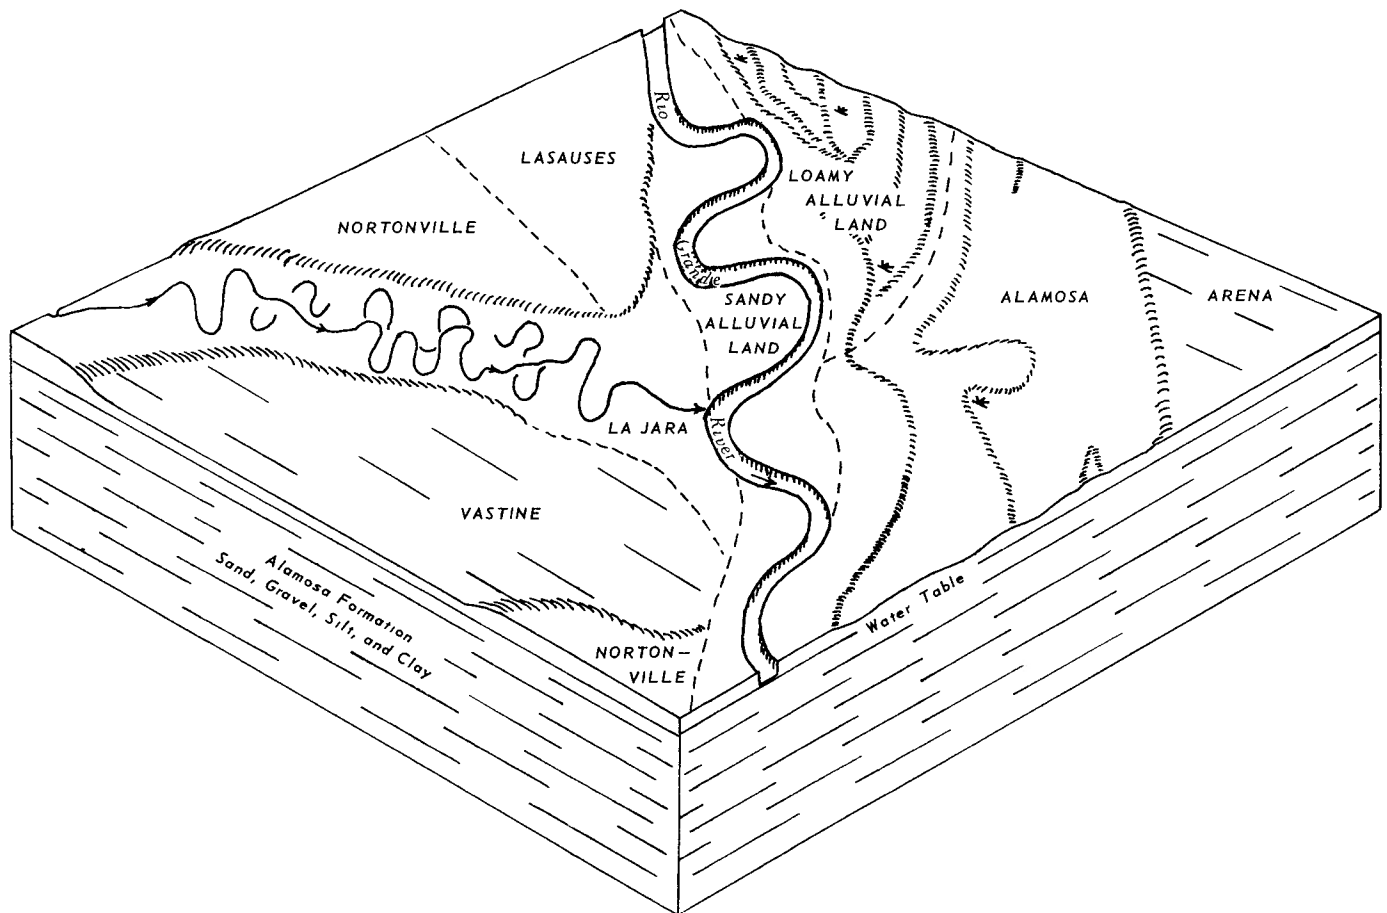 Rio
LASAUSES
LOAMY
ALLUVIAL
LAND
NORTONVILLE
Grande
SANDY
ALLUVIAL
LAND
ALAMOSA
ARENA
LA JARA
River
VASTINE
Alamosa Formation
Sand, Gravel, Silt, and Clay
Water Table
NORTON-
VILLE